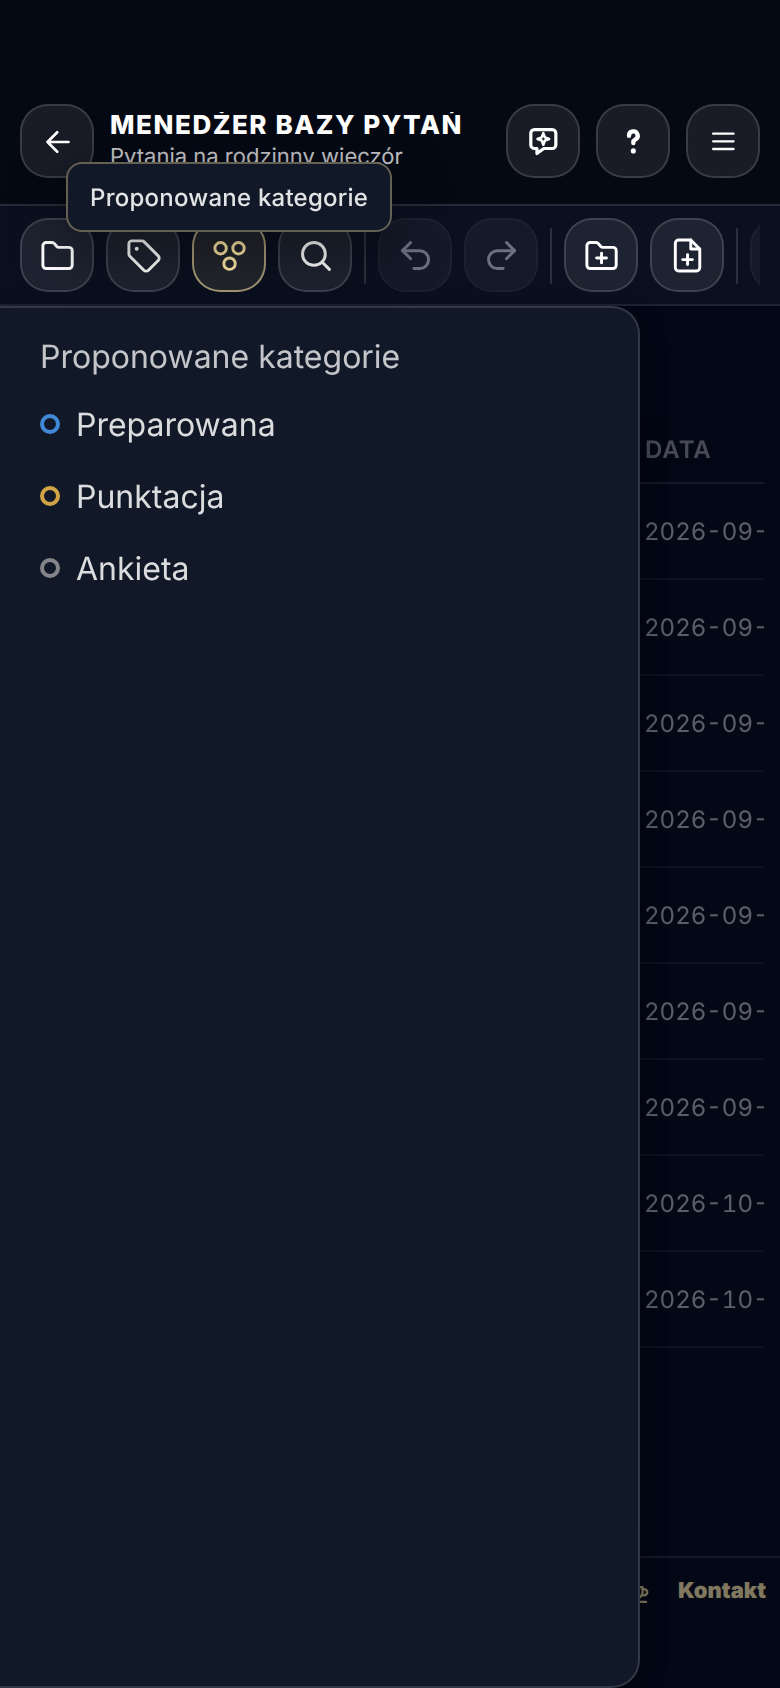 MENEDŻER BAZY PYTAŃ
Pytania na rodzinny wieczór
?
Proponowane kategorie
Proponowane kategorie
Preparowana
Punktacja
Ankieta
DATA
2026-09-
2026-09-
2026-09-
2026-09-
2026-09-
2026-09-
2026-09-
2026-10-
2026-10-
Kontakt